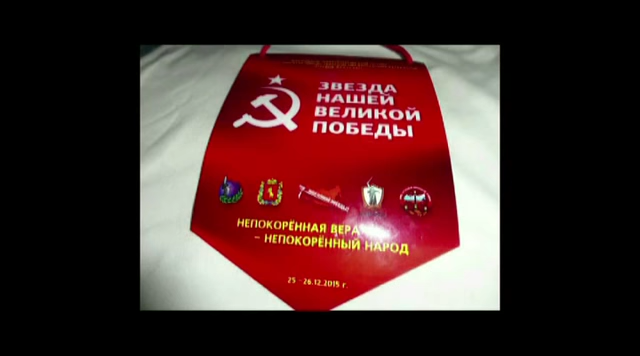 ЗВЕЗДА
НАШЕЙ
ВЕЛИКОЙ
ПОБЕДЫ
НЕПОКОРЁННАЯ ВЕРА
– НЕПОКОРЁННЫЙ НАРОД
25 - 26.12.2015 г.